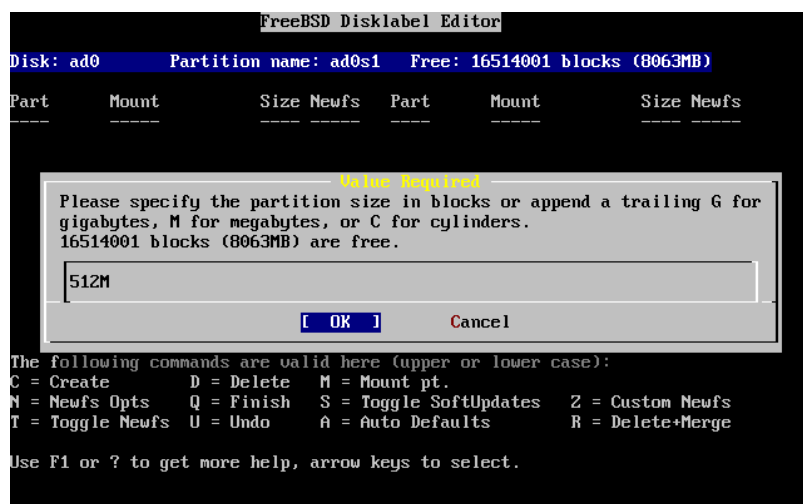 FreeBSD Disklabel Editor
Disk: ad0 Partition name: ad0s1 Free: 16514001 blocks (8063MB)
Part Mount Size Newfs Part Mount Size Newfs
---- ----- ---- ----- ---- ----- ---- -----
Value Required
Please specify the partition size in blocks or append a trailing G for
gigabytes, M for megabytes, or C for cylinders.
16514001 blocks (8063MB) are free.
512M
[ OK ] Cancel
The following commands are valid here (upper or lower case):
C = Create D = Delete M = Mount pt.
N = Newfs Opts Q = Finish S = Toggle SoftUpdates Z = Custom Newfs
T = Toggle Newfs U = Undo A = Auto Defaults R = Delete+Merge
Use F1 or ? to get more help, arrow keys to select.